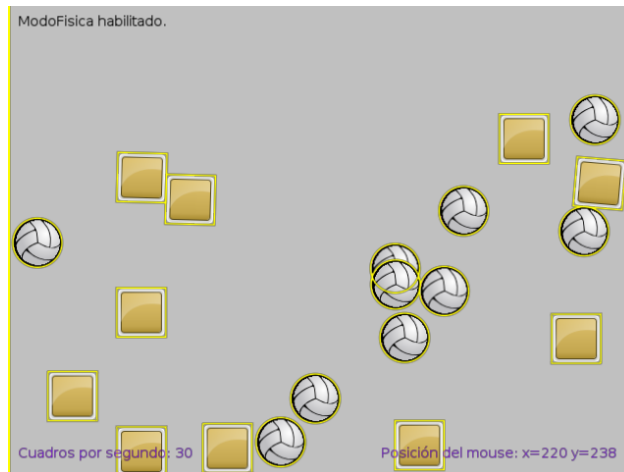 ModoFisica habilitado.
Cuadros por segundo: 30
Posición del mouse: x=220 y=238